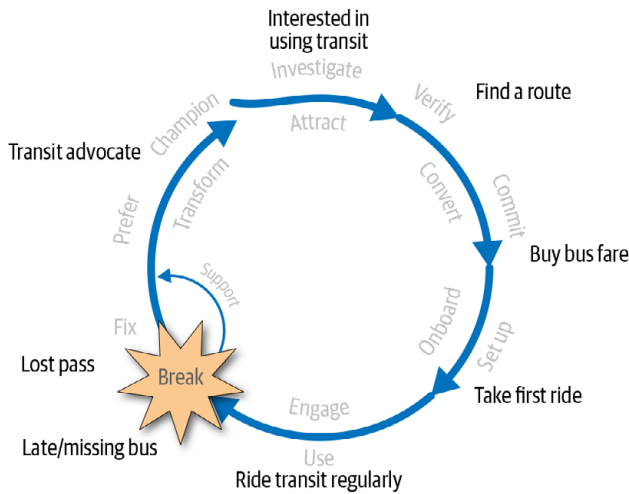 Interested in
using transit
Investigate
Attract
Verify
Find a route
Convert
Commit
Buy bus fare
Onboard
Set up
Take first ride
Engage
Use
Ride transit regularly
Break
Late/missing bus
Lost pass
Fix
Support
Prefer
Transform
Transit advocate
Champion